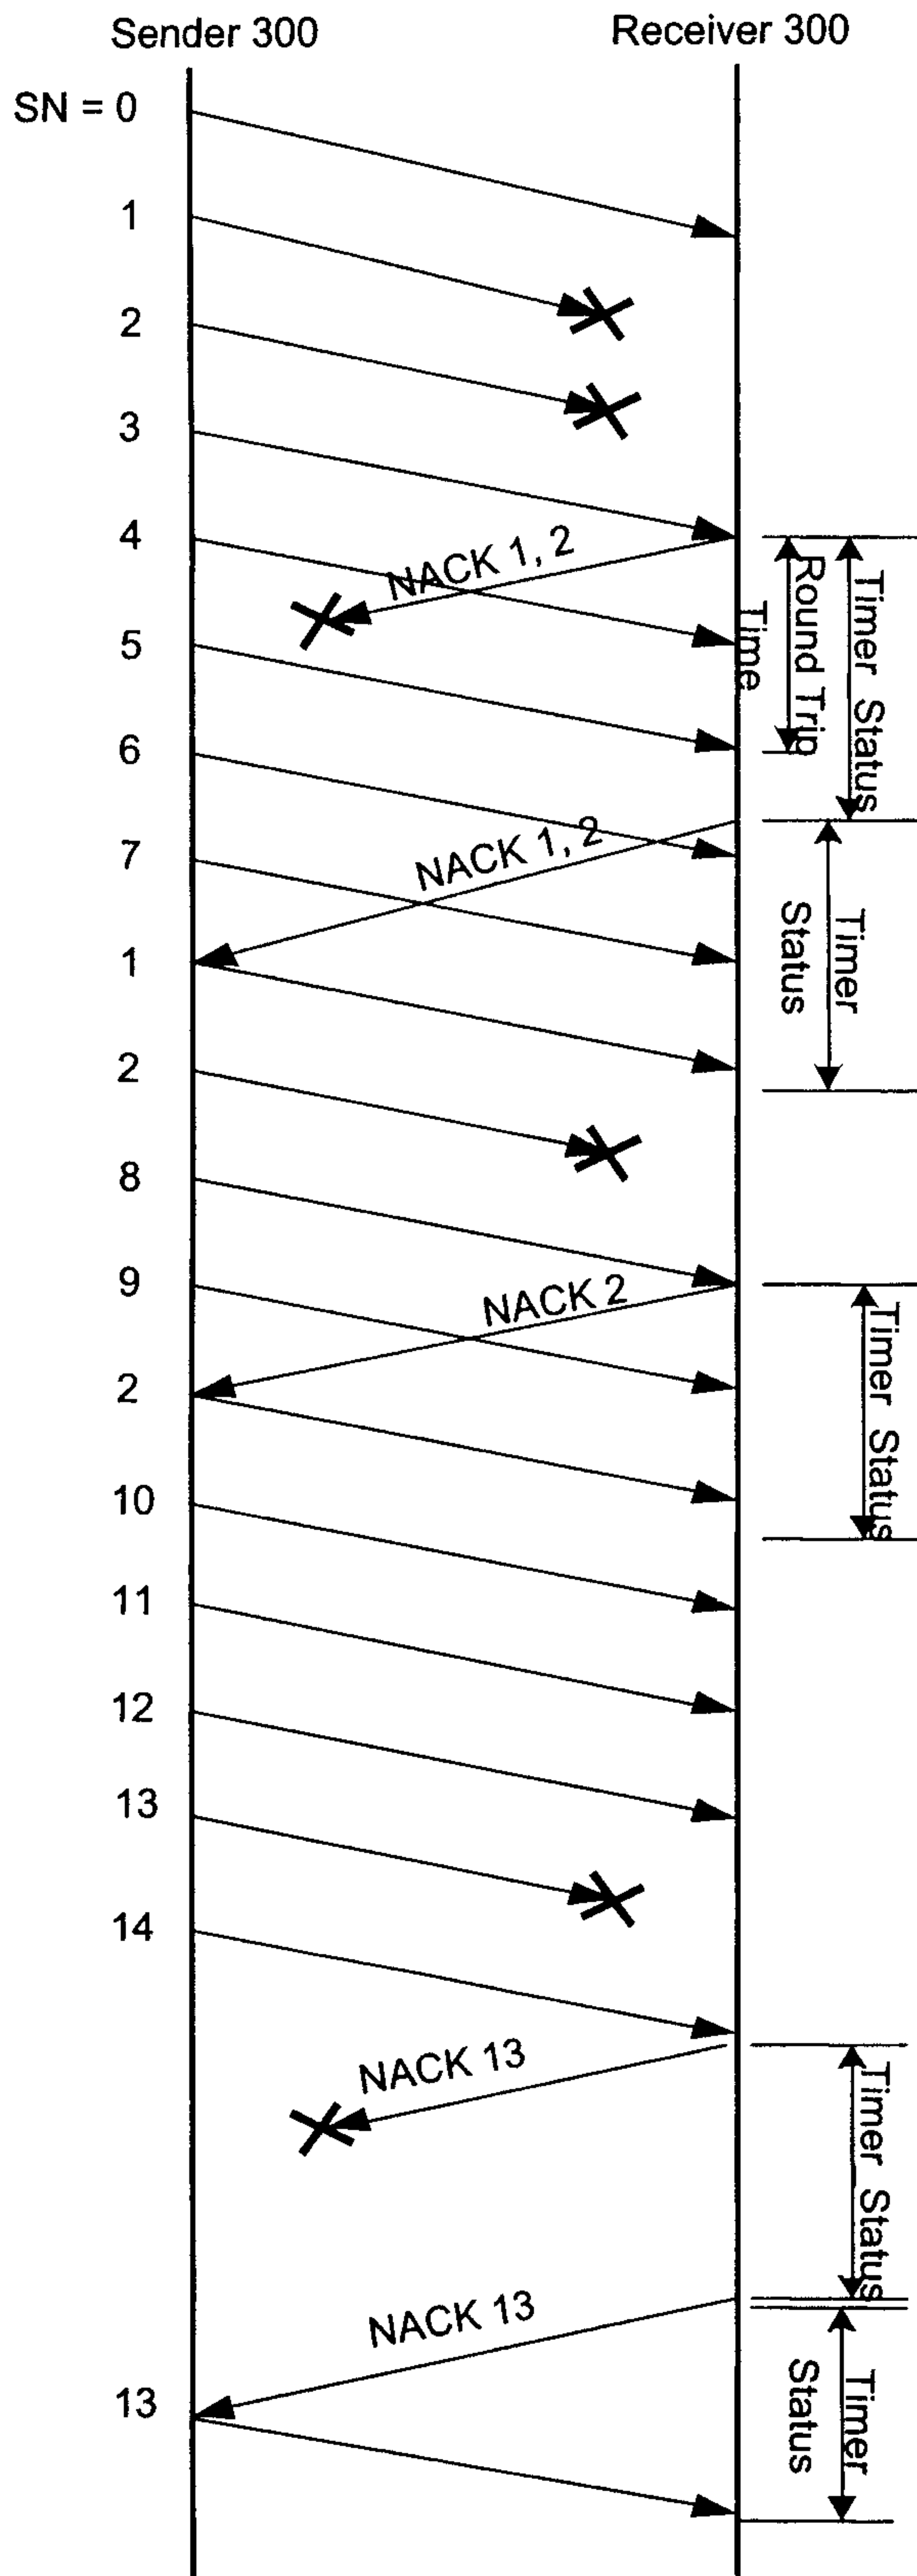 Sender 300
Receiver 300
SN = 0
1
2
3
4
NACK 1, 2
Round Trip
Time
Timer Status
5
6
NACK 1, 2
7
Timer
Status
1
2
8
9
NACK 2
Timer Status
2
10
11
12
13
14
NACK 13
Timer Status
NACK 13
13
Timer
Status